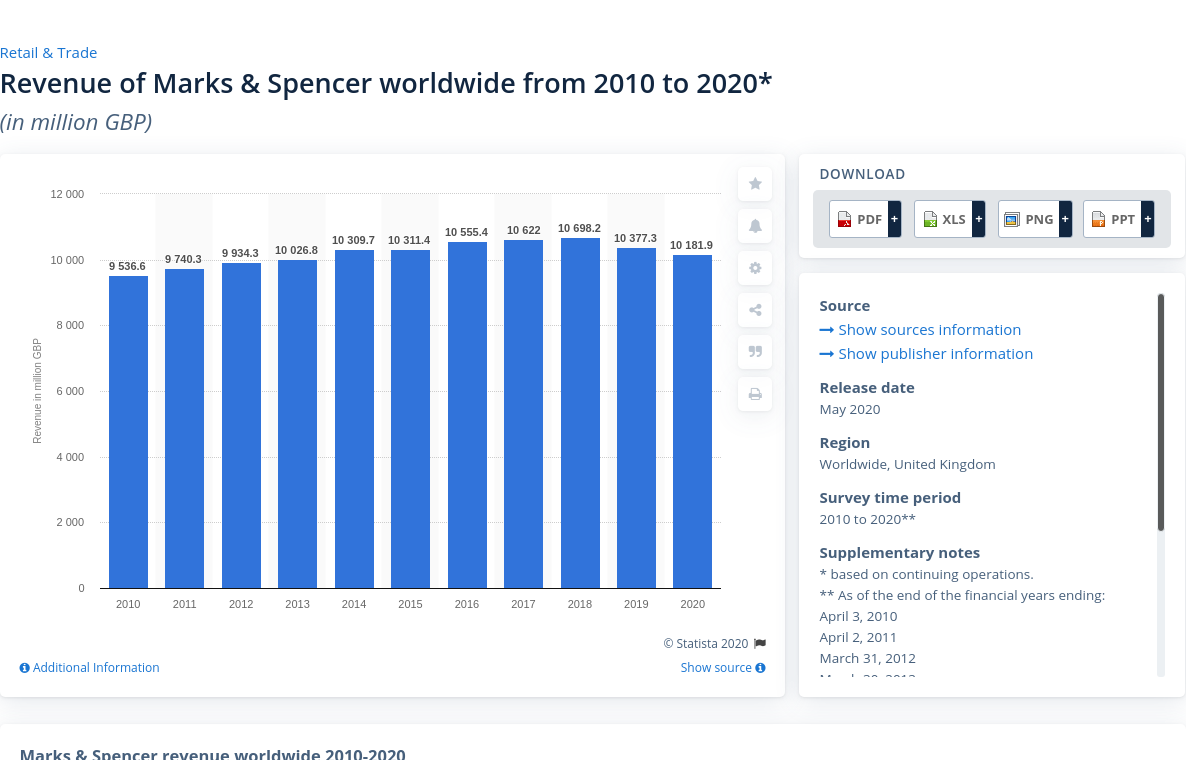 Retail & Trade
Revenue of Marks & Spencer worldwide from 2010 to 2020*
(in million GBP)
12 000
10 000
8 000
6 000
4 000
2 000
0
Revenue in million GBP
9 536.6
9 740.3
9 934.3
10 026.8
10 309.7
10 311.4
10 555.4
10 622
10 698.2
10 377.3
10 181.9
2010
2011
2012
2013
2014
2015
2016
2017
2018
2019
2020
© Statista 2020
Additional Information
Show source
DOWNLOAD
PDF +
XLS +
PNG +
PPT +
Source
Show sources information
Show publisher information
Release date
May 2020
Region
Worldwide, United Kingdom
Survey time period
2010 to 2020**
Supplementary notes
* based on continuing operations.
** As of the end of the financial years ending:
April 3, 2010
April 2, 2011
March 31, 2012
Marks & Spencer revenue worldwide 2010-2020